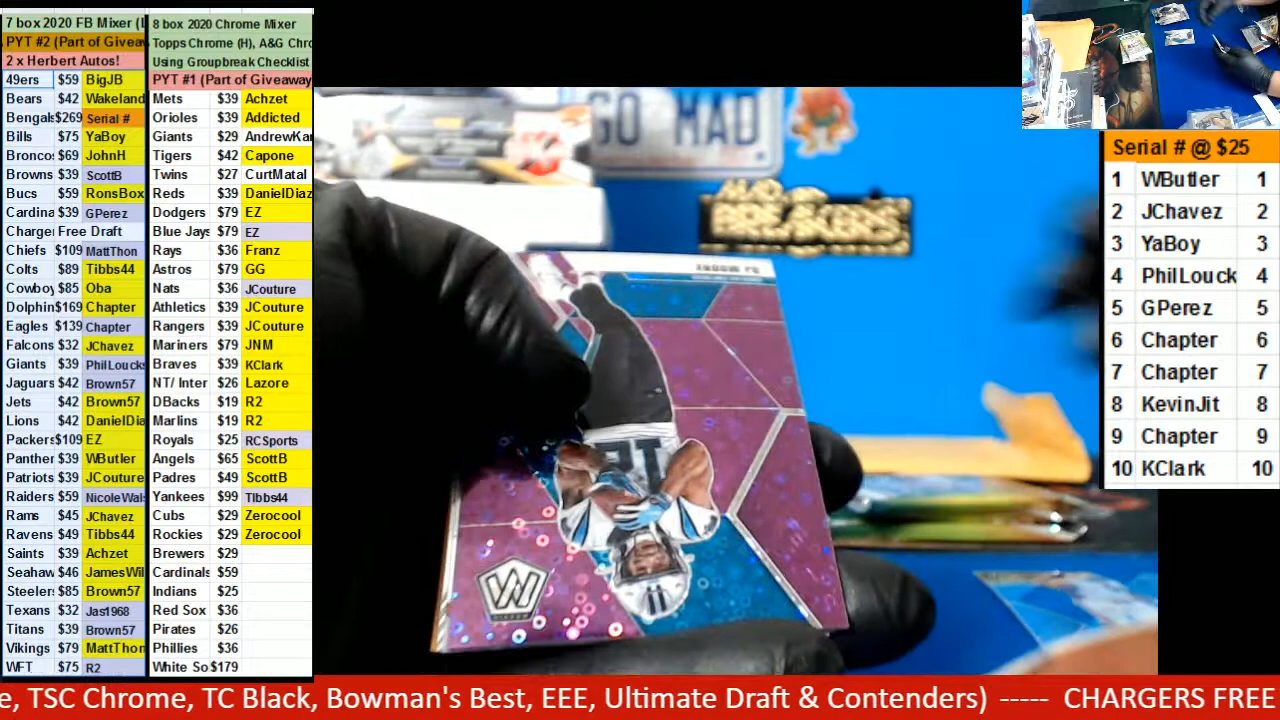 7 box 2020 FB Mixer (L
PYT #2 (Part of Giveav
2 x Herbert Autos!
49ers $59 BigJB
Bears $42 Wakeland
Bengals $269 Serial #
Bills $75 YaBoy
Broncos $69 JohnH
Browns $39 ScottB
Bucs $59 RonsBox
Cardina $39 GPerez
Charger Free Draft
Chiefs $109 MattThon
Colts $89 Tibbs44
Cowboy $85 Oba
Dolphin $169 Chapter
Eagles $139 Chapter
Falcons $32 JChavez
Giants $39 PhilLoucks
Jaguars $42 Brown57
Jets $42 Brown57
Lions $42 DanielDia
Packers $109 EZ
Panther $39 WButler
Patriots $39 JCouture
Raiders $59 NicoleWals
Rams $45 JChavez
Ravens $49 Tibbs44
Saints $39 Achzet
Seahaw $46 JamesWil
Steelers $85 Brown57
Texans $32 Jas1968
Titans $39 Brown57
Vikings $79 MattThon
WFT $75 R2
8 box 2020 Chrome Mixer
Topps Chrome (H), A&G Chro
Using Groupbreak Checklist
PYT #1 (Part of Giveaway
Mets $39 Achzet
Orioles $39 Addicted
Giants $29 AndrewKar
Tigers $42 Capone
Twins $27 CurtMatal
Reds $39 DanielDiaz
Dodgers $79 EZ
Blue Jays $79 EZ
Rays $36 Franz
Astros $79 GG
Nats $36 JCouture
Athletics $39 JCouture
Rangers $39 JCouture
Mariners $79 JNM
Braves $39 KClark
NT/ Inter $26 Lazore
DBacks $19 R2
Marlins $19 R2
Royals $25 RCSports
Angels $65 ScottB
Padres $49 ScottB
Yankees $99 TIbbs44
Cubs $29 Zerocool
Rockies $29 Zerocool
Brewers $29
Cardinals $59
Indians $25
Red Sox $36
Pirates $26
Phillies $36
White So $179
GO MAD
BREAKERS
Serial # @ $25
1 WButler 1
2 JChavez 2
3 YaBoy 3
4 PhilLouck 4
5 GPerez 5
6 Chapter 6
7 Chapter 7
8 KevinJit 8
9 Chapter 9
10 KClark 10
e, TSC Chrome, TC Black, Bowman's Best, EEE, Ultimate Draft & Contenders) ----- CHARGERS FREE